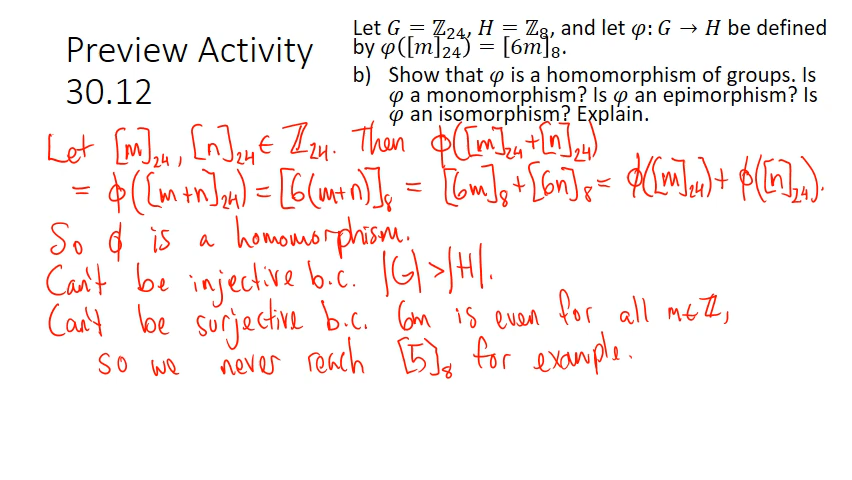 Preview Activity
30.12
Let G = ℤ₂₄, H = ℤ₈, and let φ: G → H be defined
by φ([m]₂₄) = [6m]₈.
b) Show that φ is a homomorphism of groups. Is
φ a monomorphism? Is φ an epimorphism? Is
φ an isomorphism? Explain.
Let [m]₂₄, [n]₂₄ ∈ ℤ₂₄. Then ϕ([m]₂₄+[n]₂₄)
= ϕ([m+n]₂₄) = [6(m+n)]₈ = [6m]₈+[6n]₈ = ϕ([m]₂₄) + ϕ([n]₂₄).
So ϕ is a homomorphism.
Can't be injective b.c. |G|>|H|.
Can't be surjective b.c. 6m is even for all m∈ℤ,
so we never reach [5]₈ for example.